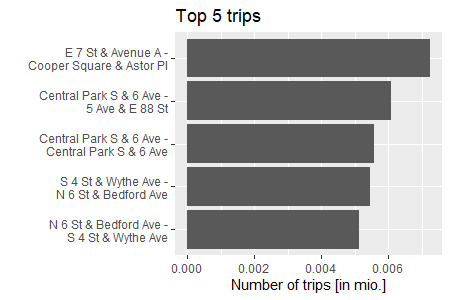 Top 5 trips
E 7 St & Avenue A -
Cooper Square & Astor Pl
Central Park S & 6 Ave -
5 Ave & E 88 St
Central Park S & 6 Ave -
Central Park S & 6 Ave
S 4 St & Wythe Ave -
N 6 St & Bedford Ave
N 6 St & Bedford Ave -
S 4 St & Wythe Ave
0.000 0.002 0.004 0.006
Number of trips [in mio.]